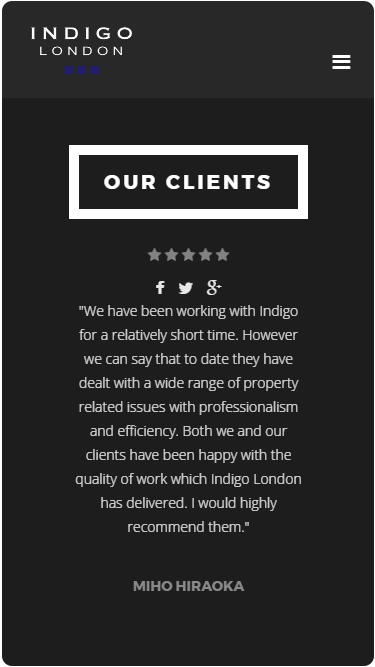 INDIGO
LONDON
OUR CLIENTS
"We have been working with Indigo
for a relatively short time. However
we can say that to date they have
dealt with a wide range of property
related issues with professionalism
and efficiency. Both we and our
clients have been happy with the
quality of work which Indigo London
has delivered. I would highly
recommend them."
MIHO HIRAOKA